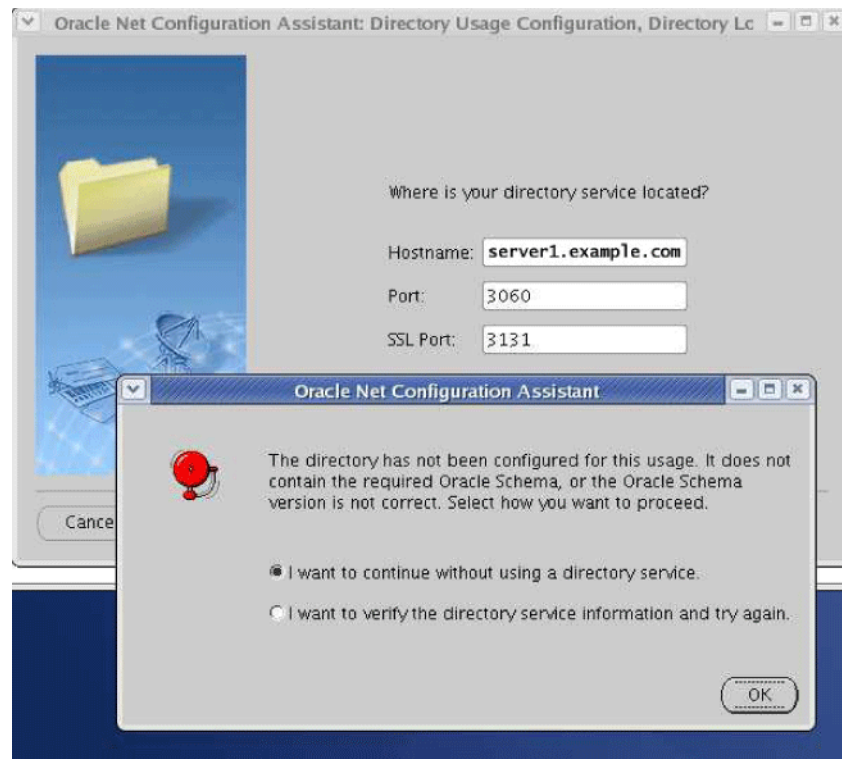 Oracle Net Configuration Assistant: Directory Usage Configuration, Directory Lc
Where is your directory service located?
Hostname: server1.example.com
Port: 3060
SSL Port: 3131
Cance
Oracle Net Configuration Assistant
The directory has not been configured for this usage. It does not
contain the required Oracle Schema, or the Oracle Schema
version is not correct. Select how you want to proceed.
I want to continue without using a directory service.
I want to verify the directory service information and try again.
OK